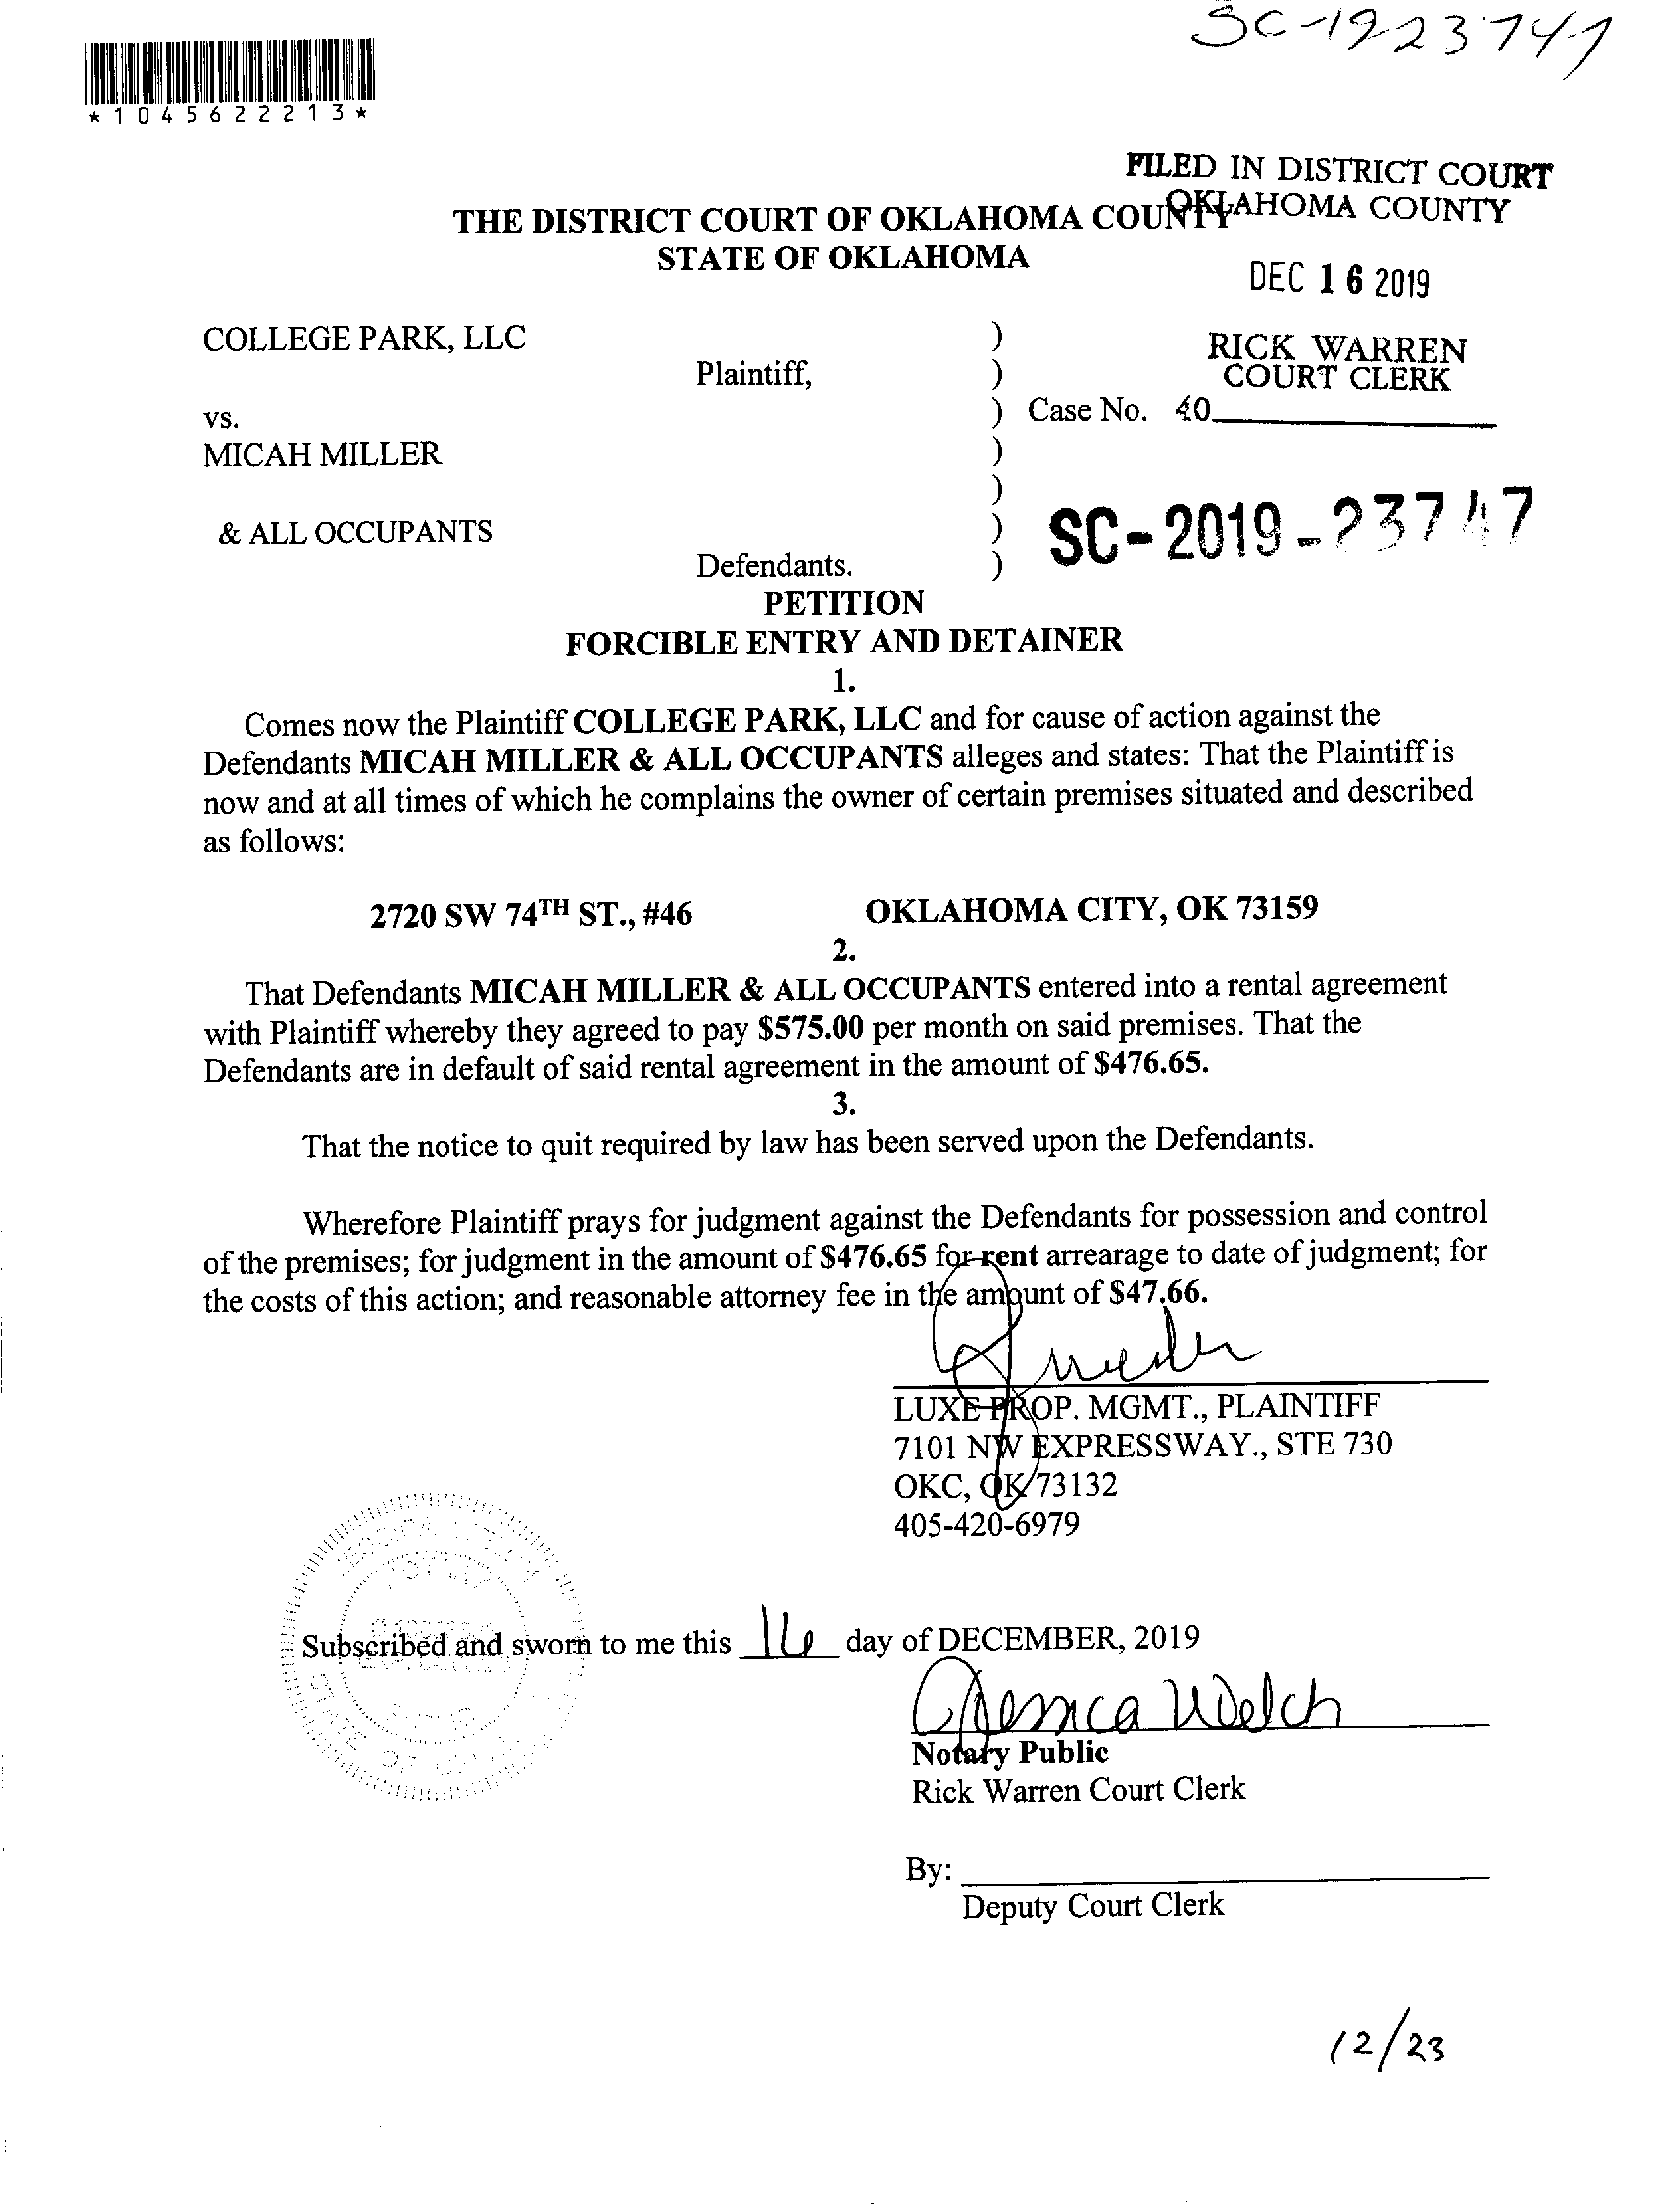 SC-1923747
*1045622213*
FILED IN DISTRICT COURT
OKLAHOMA COUNTY
THE DISTRICT COURT OF OKLAHOMA COUNTY
STATE OF OKLAHOMA
DEC 16 2019
COLLEGE PARK, LLC )
RICK WARREN
Plaintiff, )
COURT CLERK
vs. ) Case No. 40
MICAH MILLER )
)
& ALL OCCUPANTS )
SC-2019-23747
Defendants. )
PETITION
FORCIBLE ENTRY AND DETAINER
1.
Comes now the Plaintiff COLLEGE PARK, LLC and for cause of action against the
Defendants MICAH MILLER & ALL OCCUPANTS alleges and states: That the Plaintiff is
now and at all times of which he complains the owner of certain premises situated and described
as follows:
2720 SW 74TH ST., #46 OKLAHOMA CITY, OK 73159
2.
That Defendants MICAH MILLER & ALL OCCUPANTS entered into a rental agreement
with Plaintiff whereby they agreed to pay $575.00 per month on said premises. That the
Defendants are in default of said rental agreement in the amount of $476.65.
3.
That the notice to quit required by law has been served upon the Defendants.
Wherefore Plaintiff prays for judgment against the Defendants for possession and control
of the premises; for judgment in the amount of $476.65 for rent arrearage to date of judgment; for
the costs of this action; and reasonable attorney fee in the amount of $47.66.
LUXE PROP. MGMT., PLAINTIFF
7101 NW EXPRESSWAY., STE 730
OKC, OK 73132
405-420-6979
Subscribed and sworn to me this 16 day of DECEMBER, 2019
Welch
Notary Public
Rick Warren Court Clerk
By:
Deputy Court Clerk
12/23
STATE OF